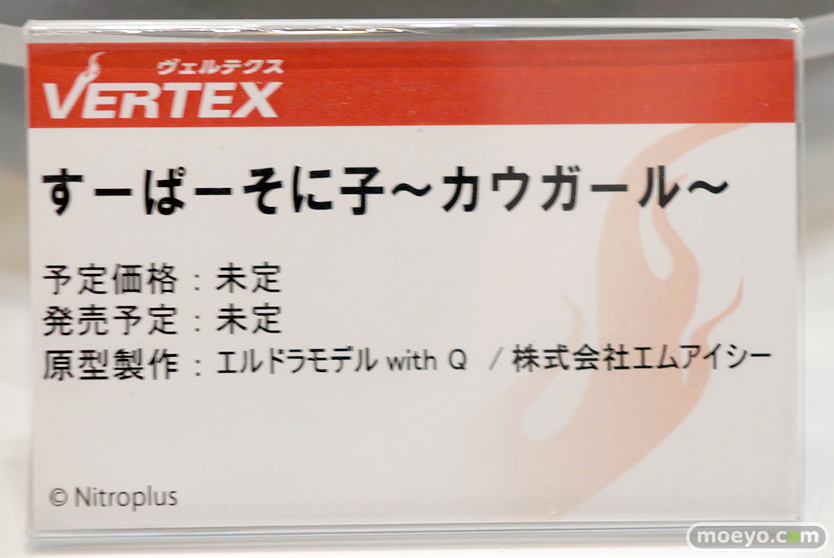 ヴェルテクス
VERTEX
すーぱーそに子～カウガール～
予定価格：未定
発売予定：未定
原型製作：エルドラモデル with Q / 株式会社エムアイシー
© Nitroplus
moeyo.com